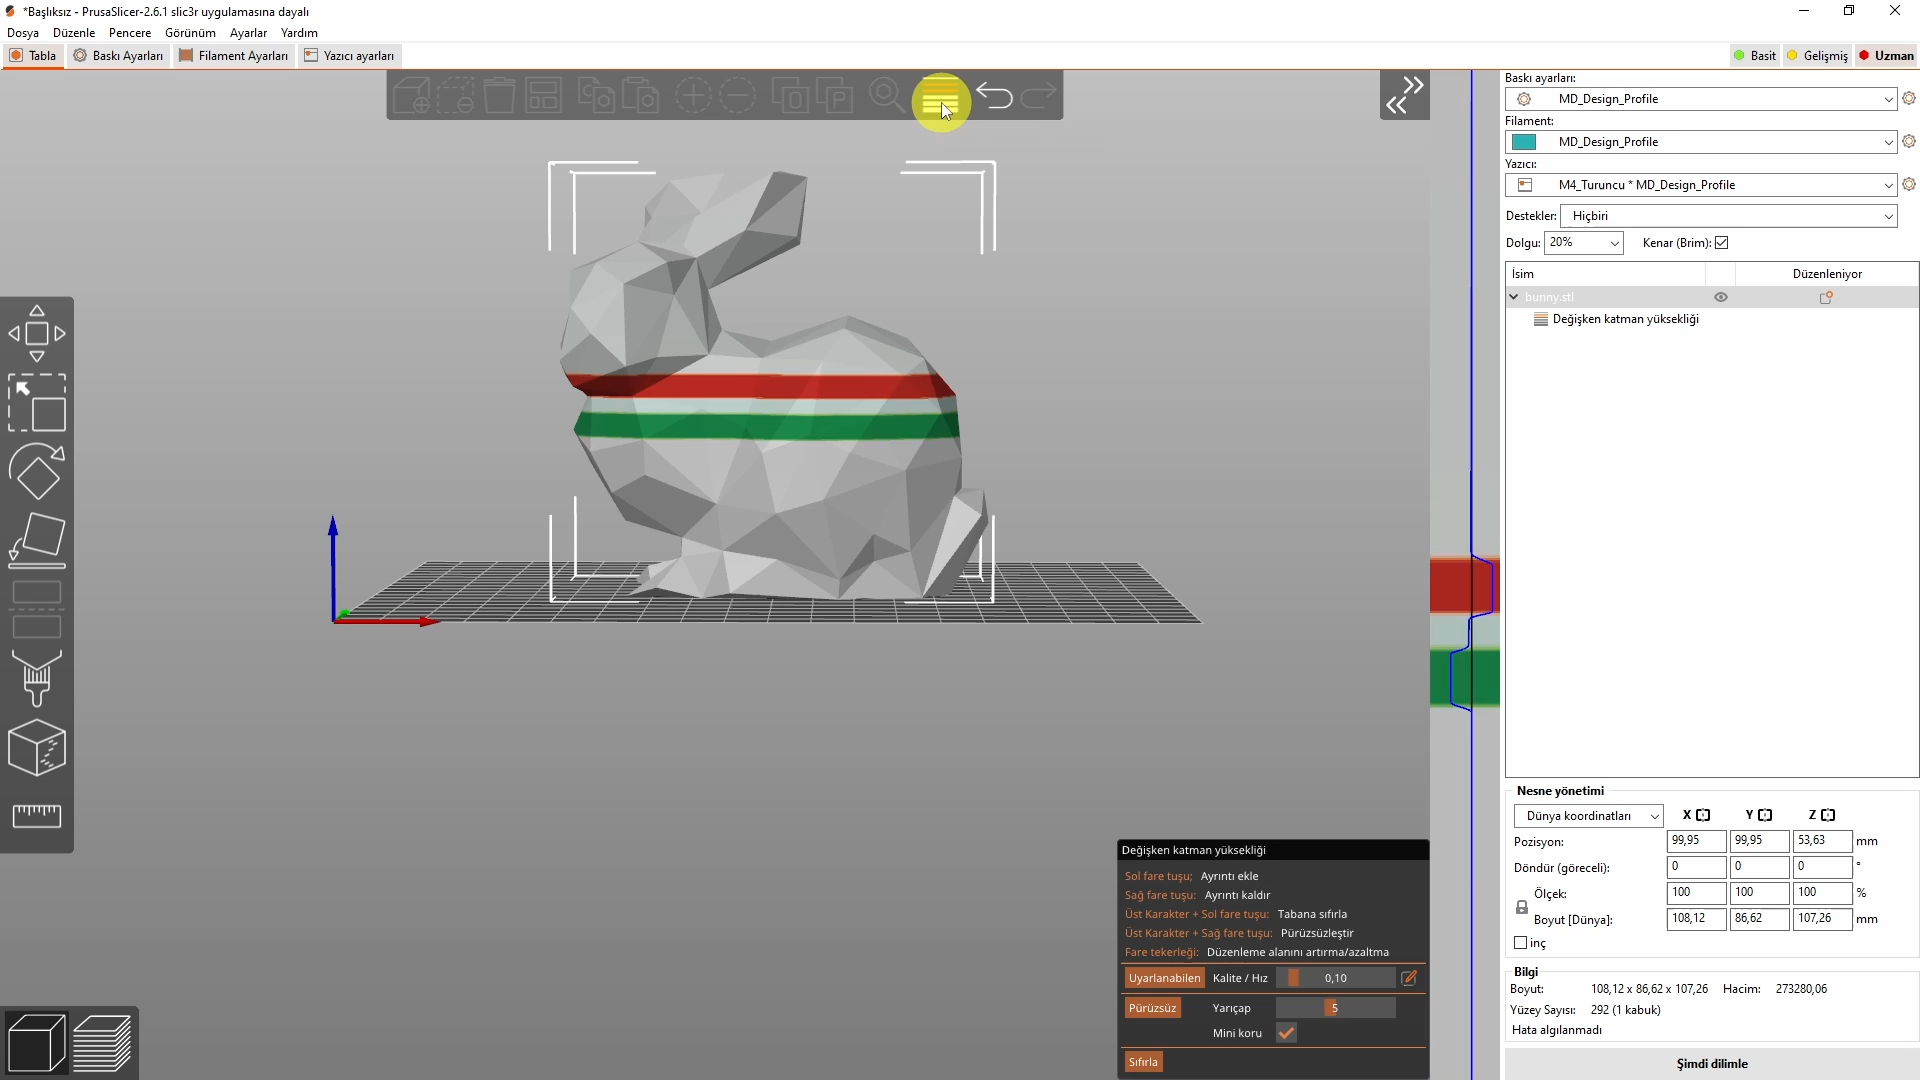 *Başlıksız - PrusaSlicer-2.6.1 slic3r uygulamasına dayalı
Dosya Düzenle Pencere Görünüm Ayarlar Yardım
Tabla Baskı Ayarları Filament Ayarları Yazıcı ayarları Basit Gelişmiş Uzman
Baskı ayarları:
MD_Design_Profile
Filament:
MD_Design_Profile
Yazıcı:
M4_Turuncu * MD_Design_Profile
Destekler: Hiçbiri
Dolgu: 20% Kenar (Brim):
İsim Düzenleniyor
bunny.stl
Değişken katman yüksekliği
Nesne yönetimi
Dünya koordinatları X Y Z
Pozisyon: 99,95 99,95 53,63 mm
Döndür (göreceli): 0 0 0 °
Ölçek: 100 100 100 %
Boyut [Dünya]: 108,12 86,62 107,26 mm
inç
Bilgi
Boyut: 108,12 x 86,62 x 107,26 Hacim: 273280,06
Yüzey Sayısı: 292 (1 kabuk)
Hata algılanmadı
Şimdi dilimle
Değişken katman yüksekliği
Sol fare tuşu; Ayrıntı ekle
Sağ fare tuşu: Ayrıntı kaldır
Üst Karakter + Sol fare tuşu: Tabana sıfırla
Üst Karakter + Sağ fare tuşu: Pürüzsüzleştir
Fare tekerleği: Düzenleme alanını artırma/azaltma
Uyarlanabilen Kalite / Hız 0,10
Pürüzsüz Yarıçap 5
Mini koru
Sıfırla